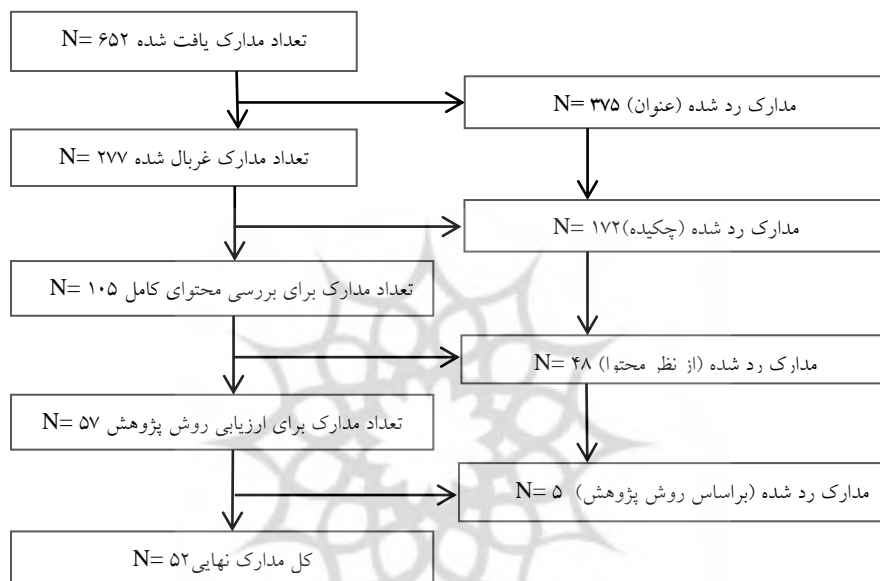 تعداد مدارک یافت شده N= ۶۵۲
مدارک رد شده (عنوان) N= ۳۷۵
تعداد مدارک غربال شده N= ۲۷۷
مدارک رد شده (چکیده) N= ۱۷۲
تعداد مدارک برای بررسی محتوای کامل N= ۱۰۵
مدارک رد شده (از نظر محتوا) N= ۴۸
تعداد مدارک برای ارزیابی روش پژوهش N= ۵۷
مدارک رد شده (براساس روش پژوهش) N= ۵
کل مدارک نهایی N= ۵۲